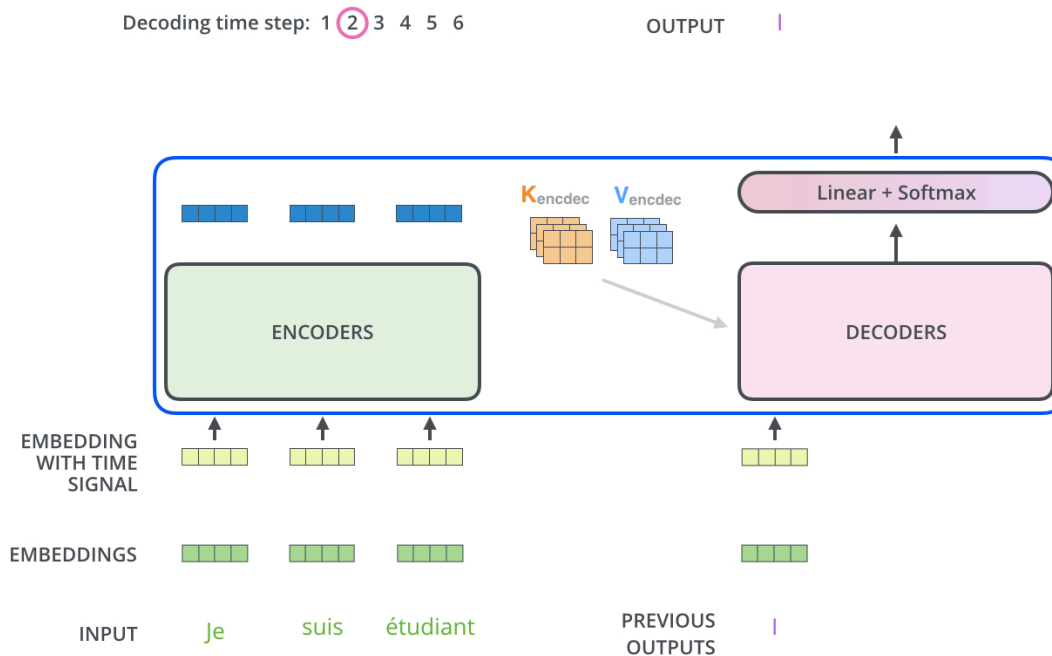 Decoding time step: 1 2 3 4 5 6
OUTPUT I
Kencdec Vencdec
Linear + Softmax
ENCODERS
DECODERS
EMBEDDING
WITH TIME
SIGNAL
EMBEDDINGS
INPUT Je suis étudiant
PREVIOUS
OUTPUTS
I